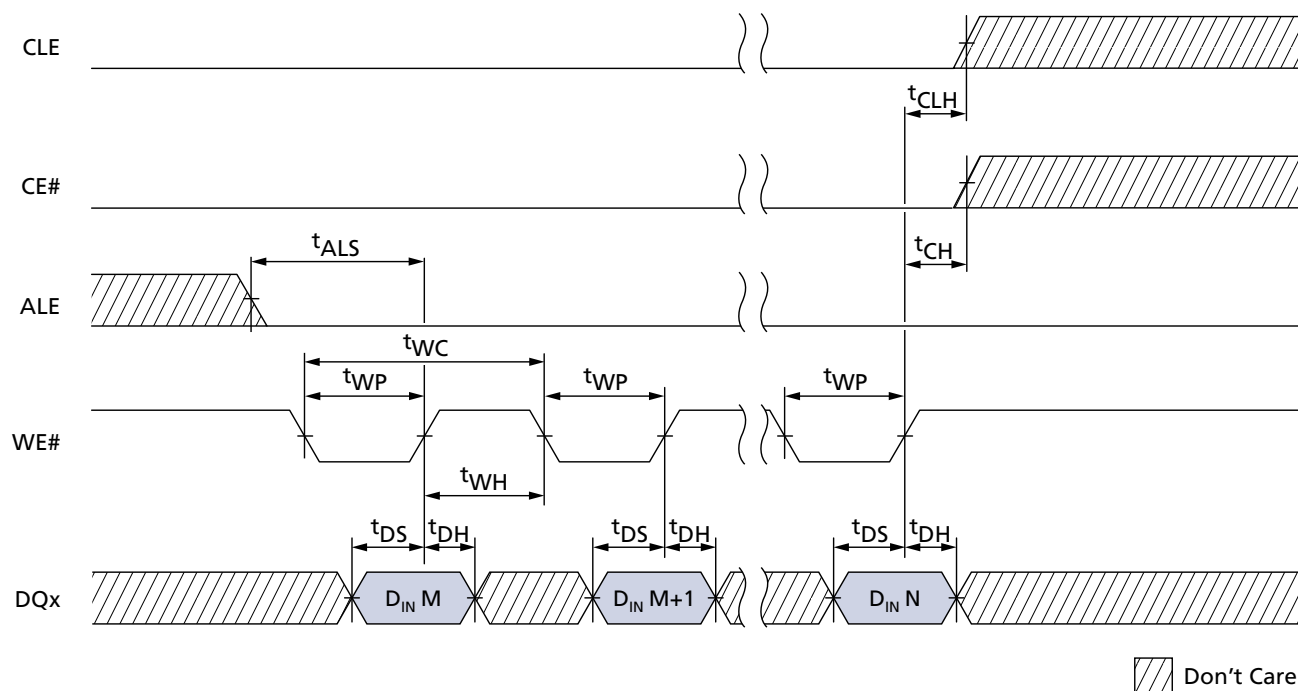 CLE
tCLH
CE#
tCH
tALS
ALE
tWC
tWP
tWP
tWP
WE#
tWH
tDS
tDH
tDS
tDH
tDS
tDH
DQx
DIN M
DIN M+1
DIN N
Don't Care